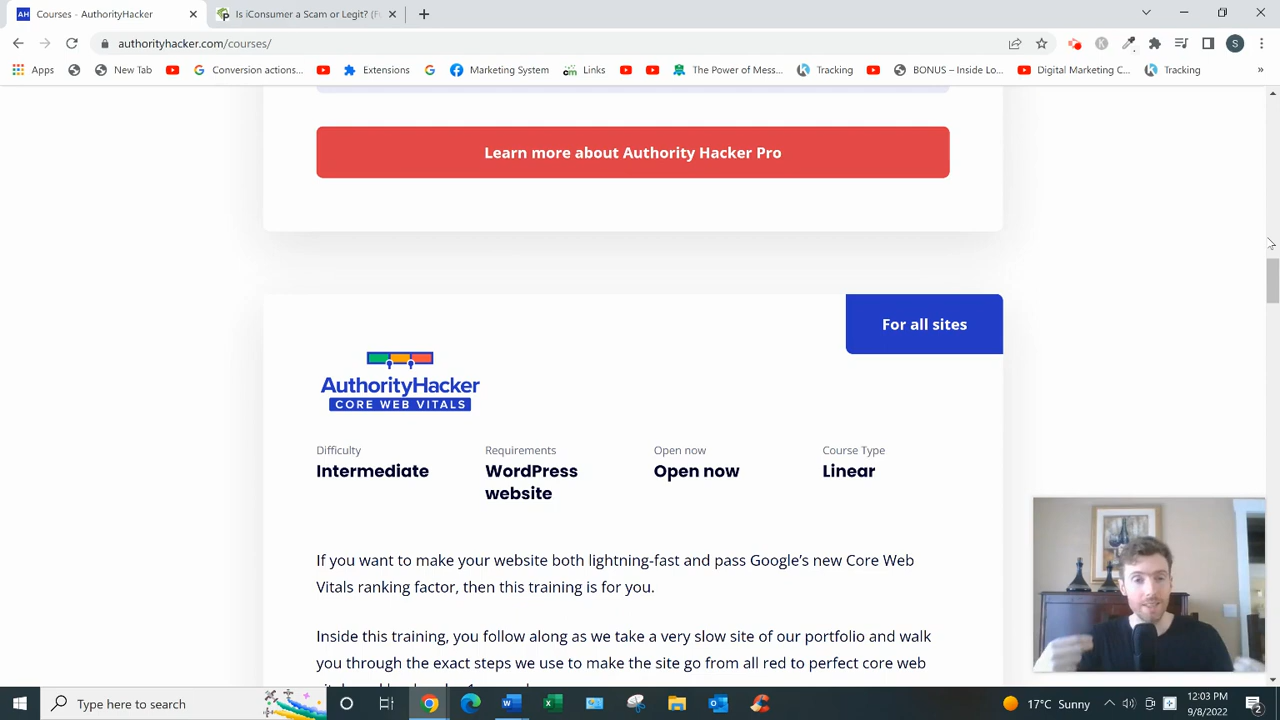 Courses - AuthorityHacker
Is iConsumer a Scam or Legit? (F
authorityhacker.com/courses/
S
Apps
New Tab
Conversion actions...
Extensions
Marketing System
Links
The Power of Mess...
Tracking
BONUS – Inside Lo...
Digital Marketing C...
Tracking
Learn more about Authority Hacker Pro
For all sites
AuthorityHacker
CORE WEB VITALS
Difficulty
Requirements
Open now
Course Type
Intermediate
WordPress website
Open now
Linear
If you want to make your website both lightning-fast and pass Google's new Core Web
Vitals ranking factor, then this training is for you.
Inside this training, you follow along as we take a very slow site of our portfolio and walk
you through the exact steps we use to make the site go from all red to perfect core web
Type here to search
17°C Sunny
12:03 PM
9/8/2022
2